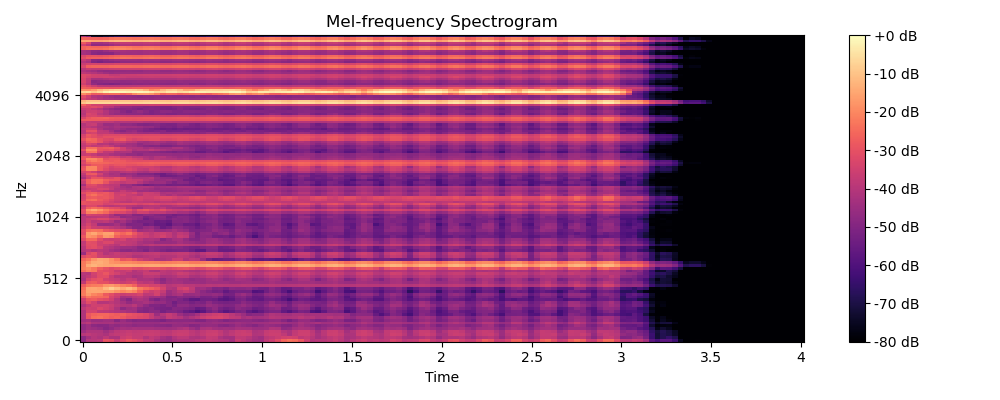 Mel-frequency Spectrogram
Hz
4096
2048
1024
512
0
0
0.5
1
1.5
2
2.5
3
3.5
4
Time
+0 dB
-10 dB
-20 dB
-30 dB
-40 dB
-50 dB
-60 dB
-70 dB
-80 dB